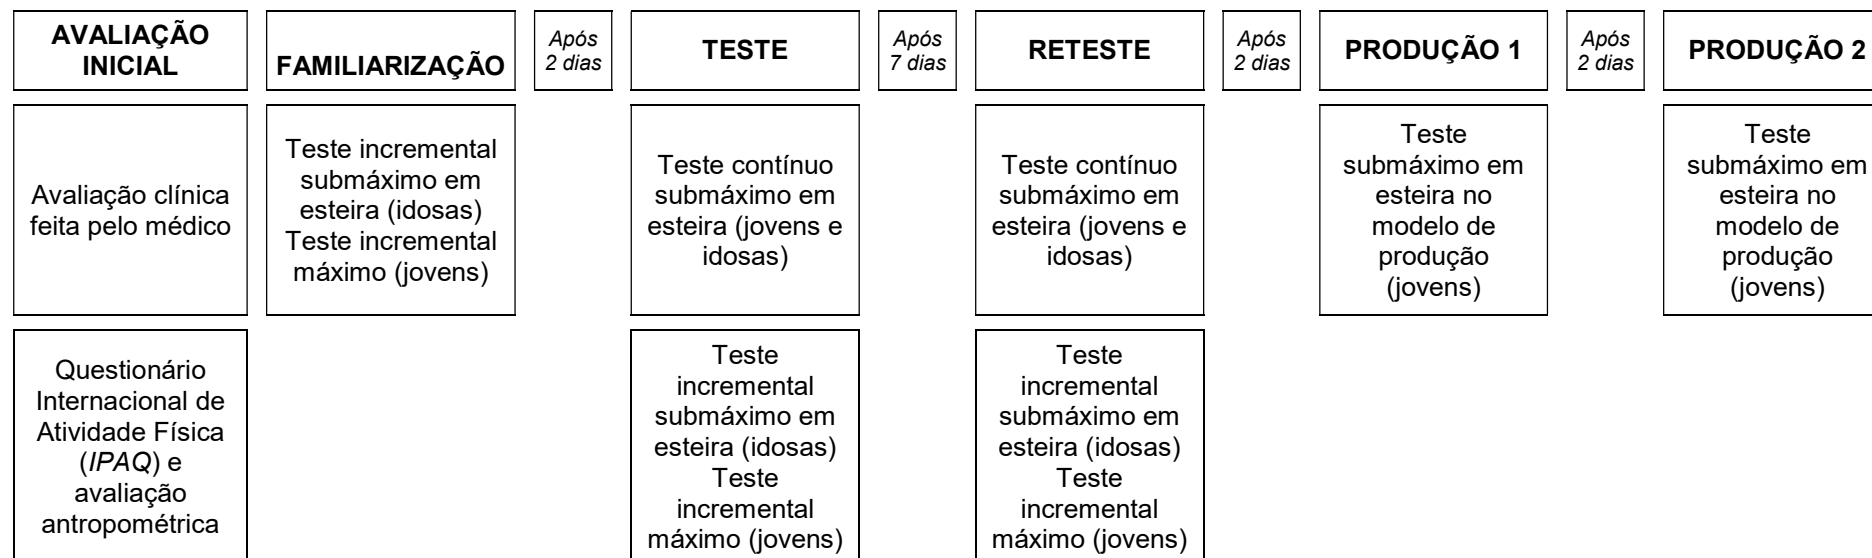 AVALIAÇÃO
INICIAL
FAMILIARIZAÇÃO
Após
2 dias
TESTE
Após
7 dias
RETESTE
Após
2 dias
PRODUÇÃO 1
Após
2 dias
PRODUÇÃO 2
Avaliação clínica
feita pelo médico
Teste incremental
submáximo em
esteira (idosas)
Teste incremental
máximo (jovens)
Teste contínuo
submáximo em
esteira (jovens e
idosas)
Teste contínuo
submáximo em
esteira (jovens e
idosas)
Teste
submáximo em
esteira no
modelo de
produção
(jovens)
Teste
submáximo em
esteira no
modelo de
produção
(jovens)
Questionário
Internacional de
Atividade Física
(IPAQ) e
avaliação
antropométrica
Teste
incremental
submáximo em
esteira (idosas)
Teste
incremental
máximo (jovens)
Teste
incremental
submáximo em
esteira (idosas)
Teste
incremental
máximo (jovens)